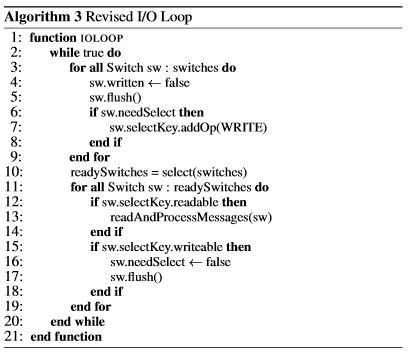 Algorithm 3 Revised I/O Loop
1: function IOLOOP
2: while true do
3: for all Switch sw : switches do
4: sw.written ← false
5: sw.flush()
6: if sw.needSelect then
7: sw.selectKey.addOp(WRITE)
8: end if
9: end for
10: readySwitches = select(switches)
11: for all Switch sw : readySwitches do
12: if sw.selectKey.readable then
13: readAndProcessMessages(sw)
14: end if
15: if sw.selectKey.writeable then
16: sw.needSelect ← false
17: sw.flush()
18: end if
19: end for
20: end while
21: end function